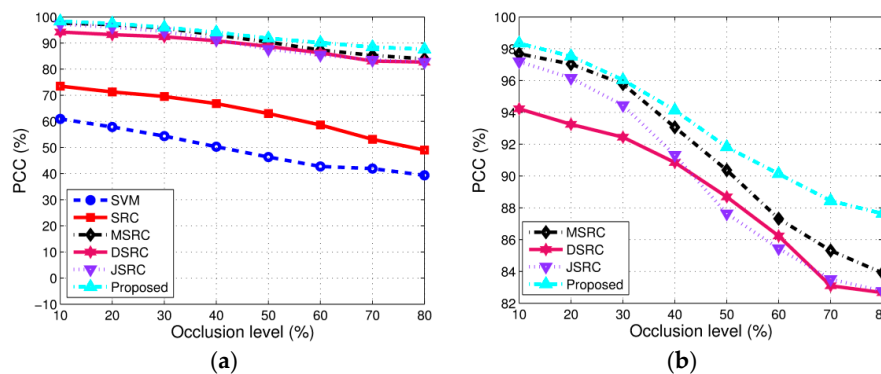 100
90
80
70
60
50
40
30
20
10
0
−10
PCC (%)
SVM
SRC
MSRC
DSRC
JSRC
Proposed
10 20 30 40 50 60 70 80
Occlusion level (%)
(a)
100
98
96
94
92
90
88
86
84
82
PCC (%)
MSRC
DSRC
JSRC
Proposed
10 20 30 40 50 60 70
Occlusion level (%)
(b)